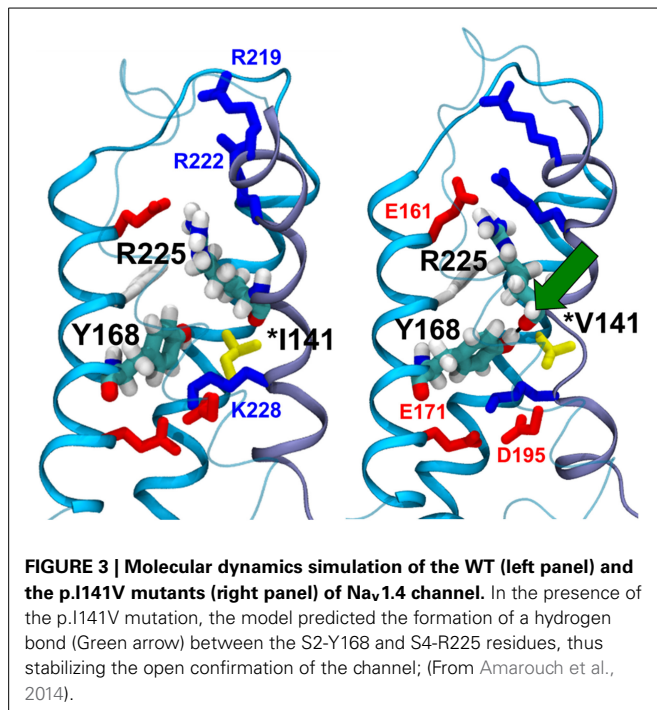 R219
R222
E161
R225
R225
Y168
*I141
Y168
*V141
K228
E171
D195
FIGURE 3 | Molecular dynamics simulation of the WT (left panel) and
the p.I141V mutants (right panel) of Naᵥ1.4 channel. In the presence of
the p.I141V mutation, the model predicted the formation of a hydrogen
bond (Green arrow) between the S2-Y168 and S4-R225 residues, thus
stabilizing the open confirmation of the channel; (From Amarouch et al.,
2014).